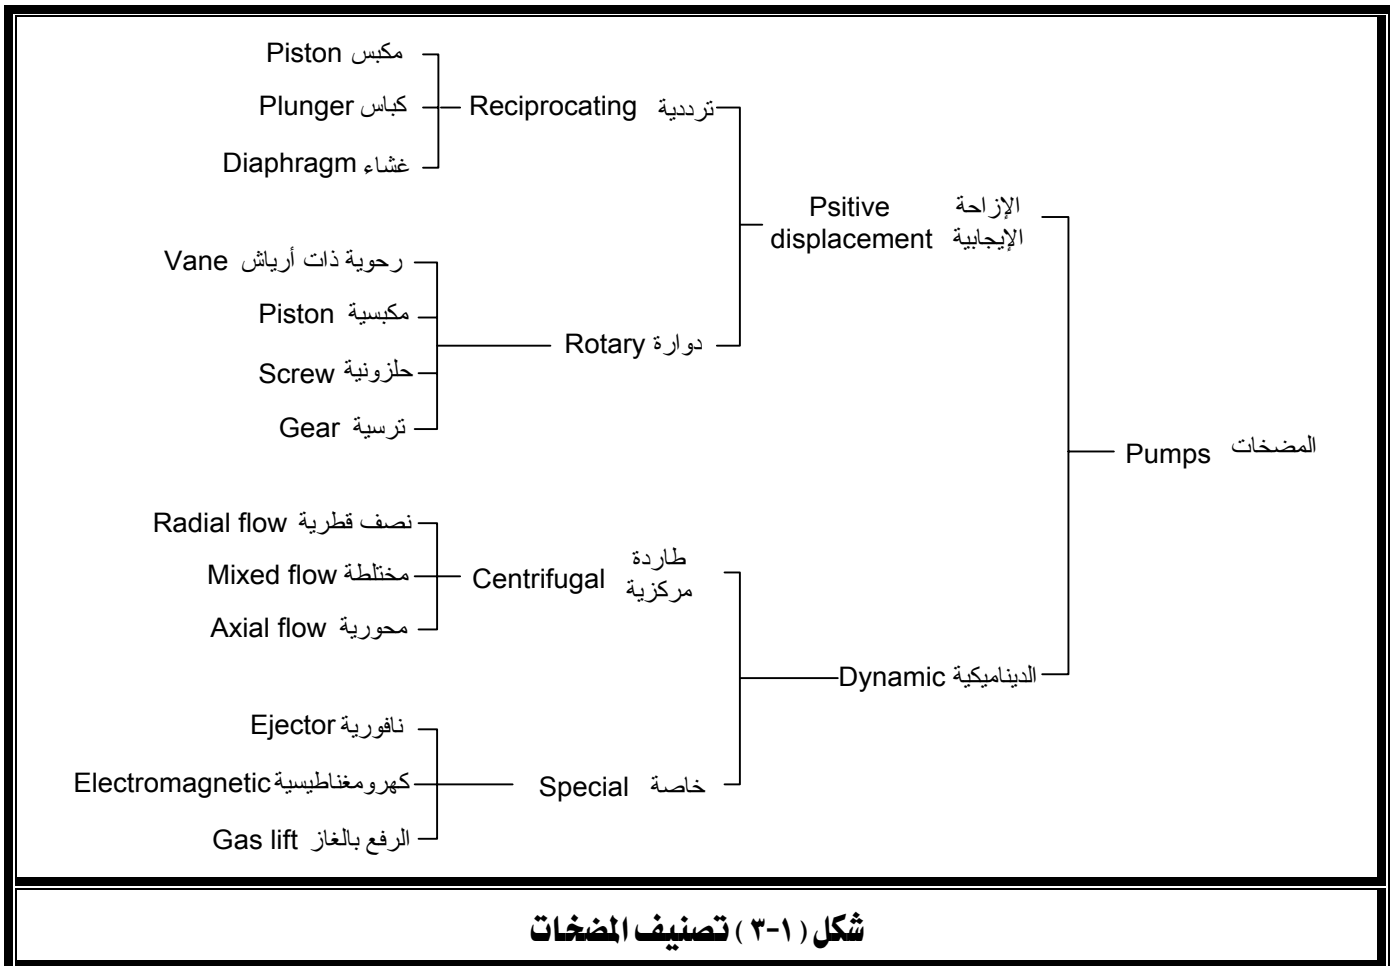 Piston مكبس
Plunger كباس
Diaphragm غشاء
Reciprocating ترددية
Vane رحوية ذات أرياش
Piston مكبسية
Screw حلزونية
Gear ترسية
Rotary دوارة
Psitive الإزاحة
displacement الإيجابية
Radial flow نصف قطرية
Mixed flow مختلطة
Axial flow محورية
Centrifugal طاردة
مركزية
Ejector نافورية
Electromagnetic كهرومغناطيسية
Gas lift الرفع بالغاز
Special خاصة
Dynamic الديناميكية
Pumps المضخات
شكل (١-٣) تصنيف المضخات